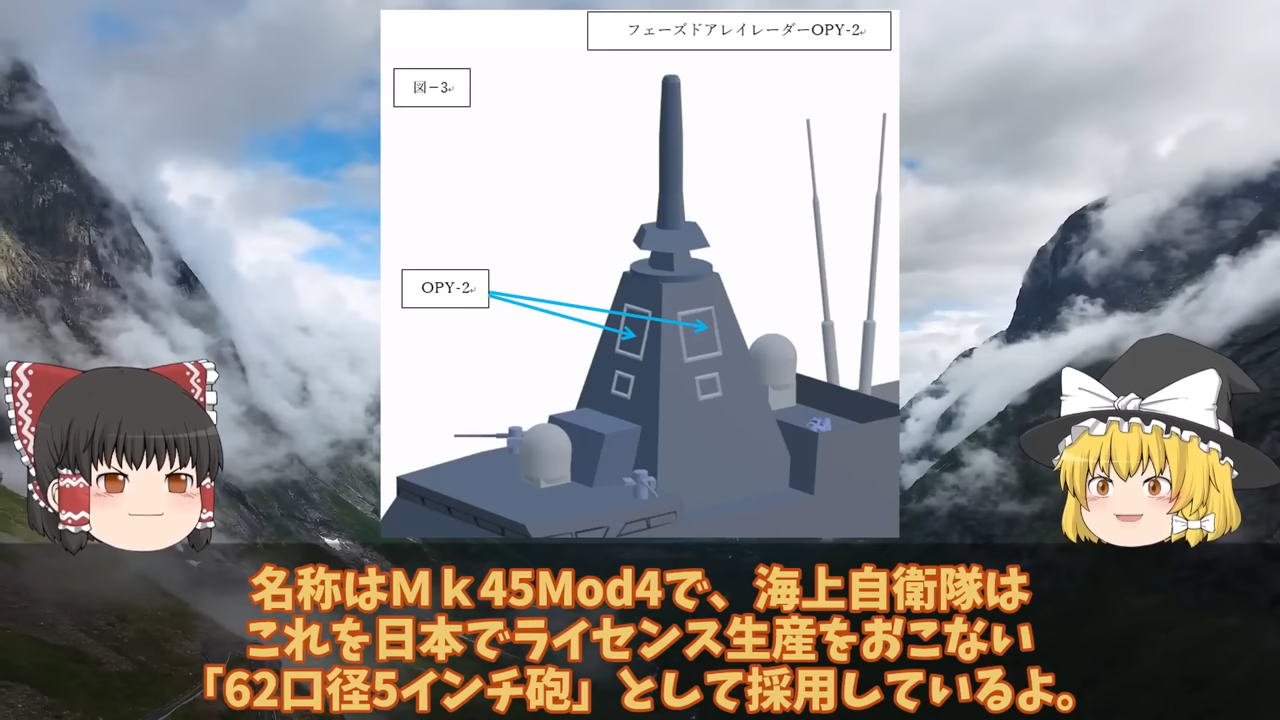 フェーズドアレイレーダーOPY-2
図－3
OPY-2
名称はＭｋ45Mod4で、海上自衛隊は
これを日本でライセンス生産をおこない
「62口径5インチ砲」として採用しているよ。